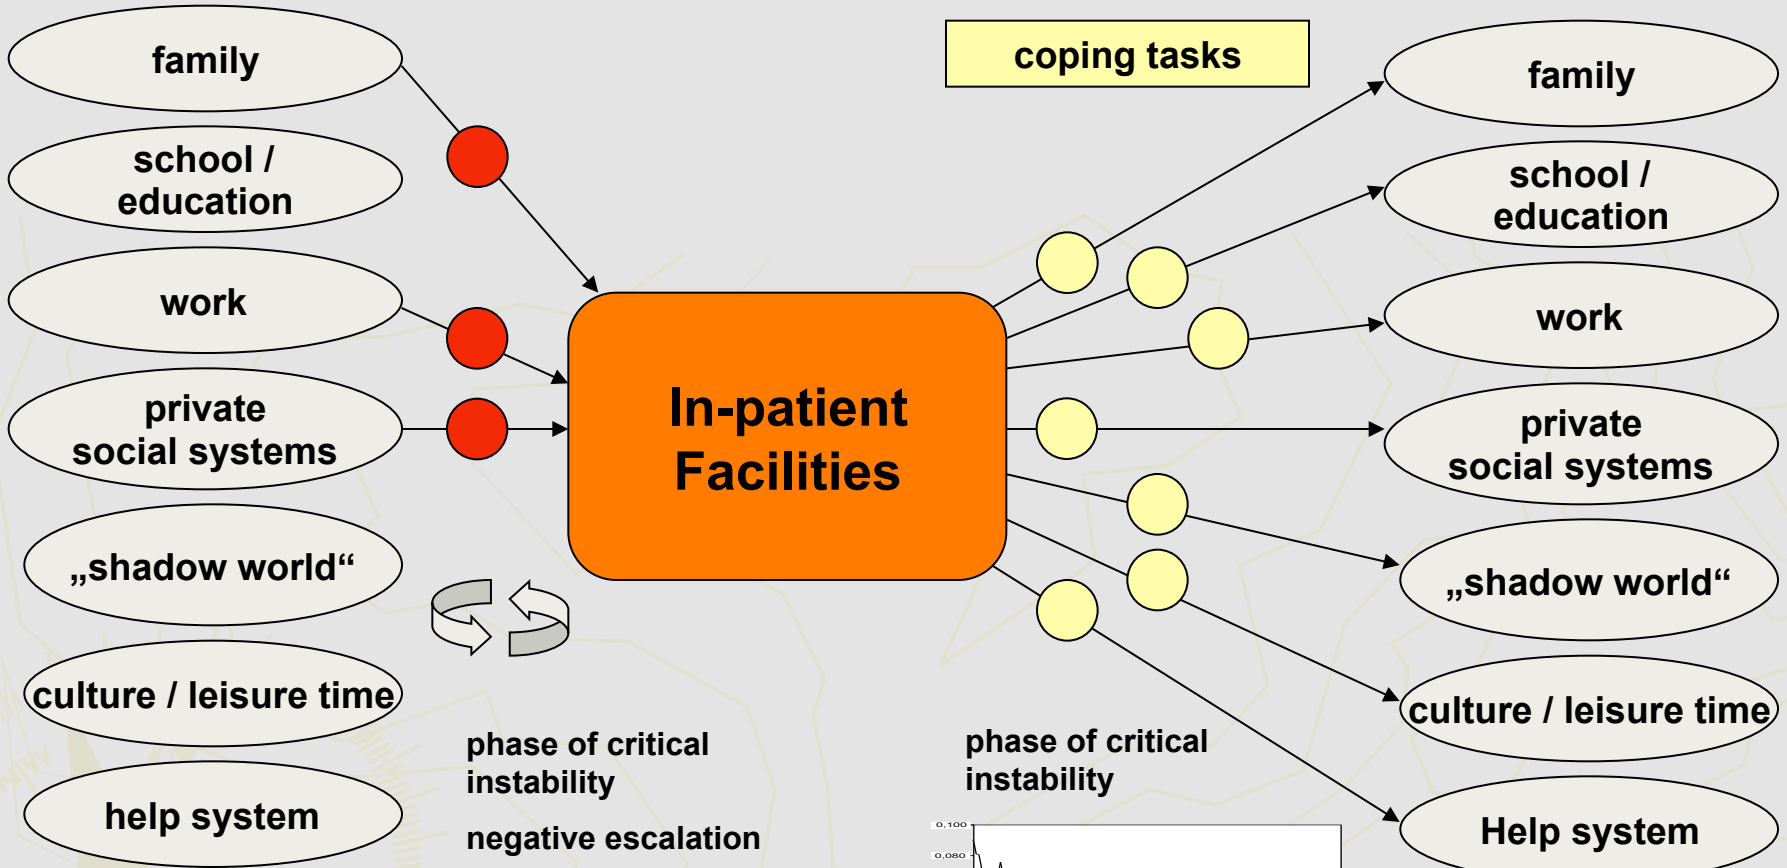 family
school /
education
work
private
social systems
„shadow world“
culture / leisure time
help system
phase of critical
instability
negative escalation
In-patient
Facilities
coping tasks
phase of critical
instability
0,100
0,080
family
school /
education
work
private
social systems
„shadow world“
culture / leisure time
Help system